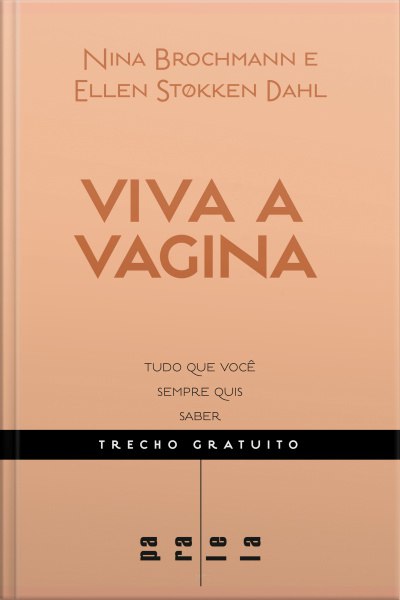 NINA BROCHMANN E
ELLEN STØKKEN DAHL
VIVA A
VAGINA
TUDO QUE VOCÊ
SEMPRE QUIS
SABER
TRECHO GRATUITO
pa
ra
le
la